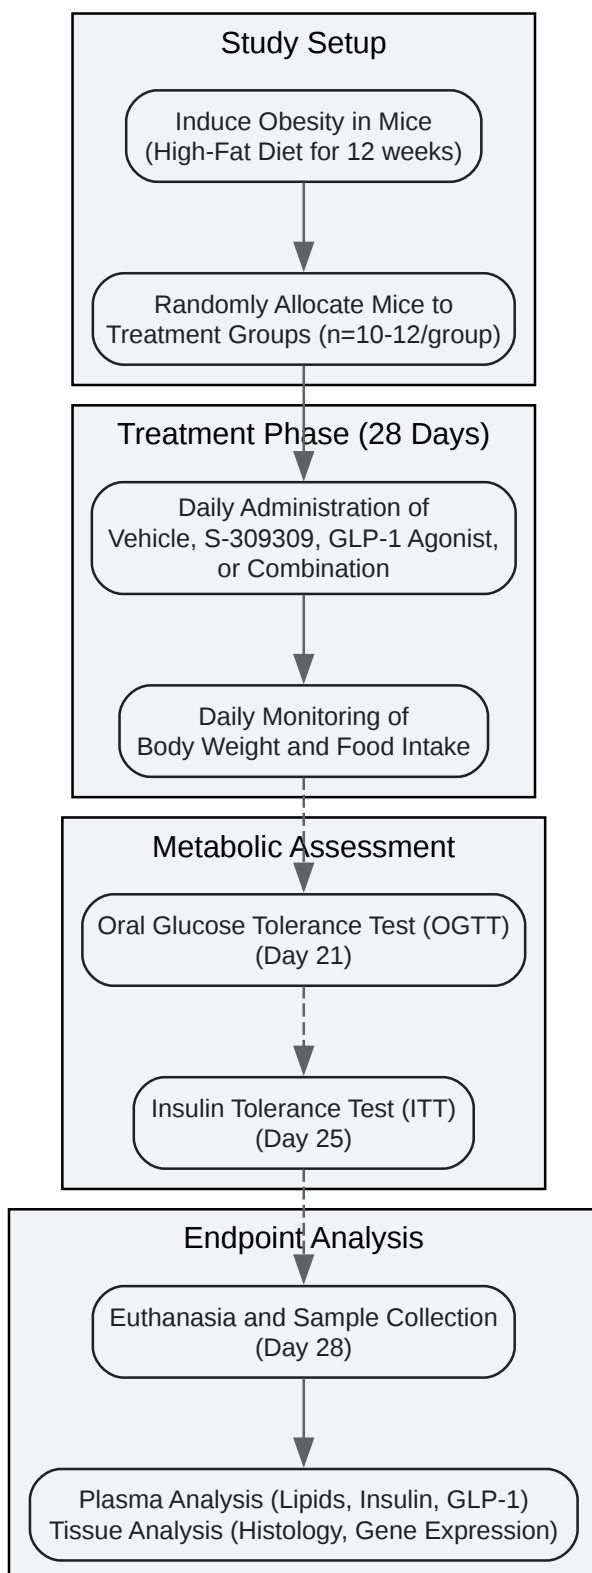 Study Setup
Induce Obesity in Mice
(High-Fat Diet for 12 weeks)
Randomly Allocate Mice to
Treatment Groups (n=10-12/group)
Treatment Phase (28 Days)
Daily Administration of
Vehicle, S-309309, GLP-1 Agonist,
or Combination
Daily Monitoring of
Body Weight and Food Intake
Metabolic Assessment
Oral Glucose Tolerance Test (OGTT)
(Day 21)
Insulin Tolerance Test (ITT)
(Day 25)
Endpoint Analysis
Euthanasia and Sample Collection
(Day 28)
Plasma Analysis (Lipids, Insulin, GLP-1)
Tissue Analysis (Histology, Gene Expression)